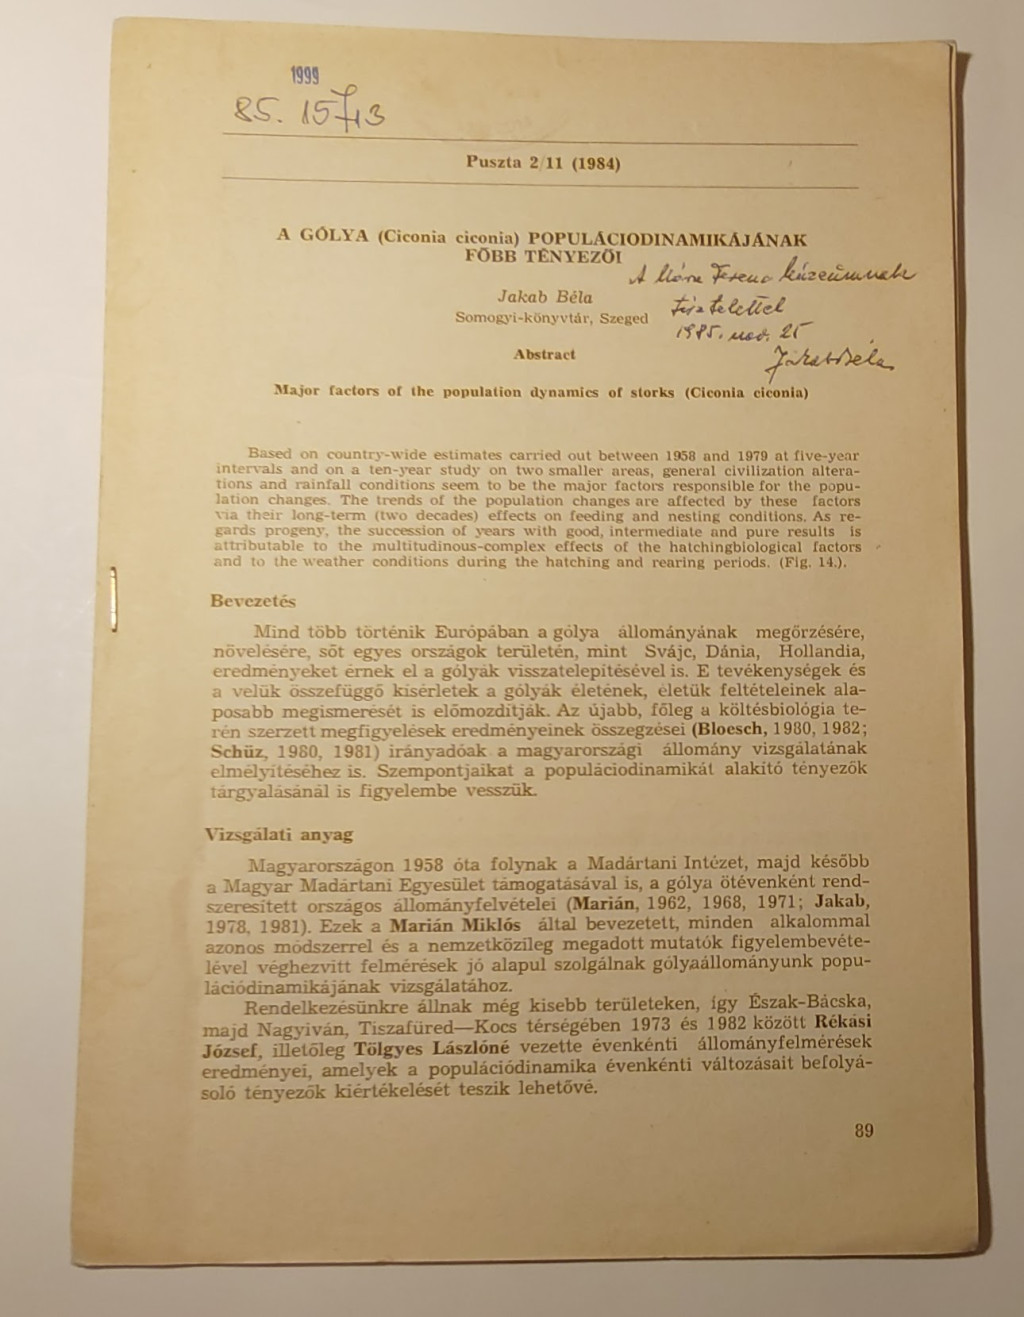 1999
85. 157,13
Puszta 2/11 (1984)
A GÓLYA (Ciconia ciconia) POPULÁCIODINAMIKÁJÁNAK
FŐBB TÉNYEZŐI
A Móra Ferenc Múzeumnak
Jakab Béla
tisztelettel
Somogyi-könyvtár, Szeged
1985. nov. 25
Abstract
Jakab Béla
Major factors of the population dynamics of storks (Ciconia ciconia)
Based on country-wide estimates carried out between 1958 and 1979 at five-year
intervals and on a ten-year study on two smaller areas, general civilization altera-
tions and rainfall conditions seem to be the major factors responsible for the popu-
lation changes. The trends of the population changes are affected by these factors
via their long-term (two decades) effects on feeding and nesting conditions. As re-
gards progeny, the succession of years with good, intermediate and pure results is
attributable to the multitudinous-complex effects of the hatchingbiological factors
and to the weather conditions during the hatching and rearing periods. (Fig. 14.).
Bevezetés
Mind több történik Európában a gólya állományának megőrzésére,
növelésére, sőt egyes országok területén, mint Svájc, Dánia, Hollandia,
eredményeket érnek el a gólyák visszatelepítésével is. E tevékenységek és
a velük összefüggő kísérletek a gólyák életének, életük feltételeinek ala-
posabb megismerését is előmozdítják. Az újabb, főleg a költésbiológia te-
rén szerzett megfigyelések eredményeinek összegzései (Bloesch, 1980, 1982;
Schüz, 1980, 1981) irányadóak a magyarországi állomány vizsgálatának
elmélyítéséhez is. Szempontjaikat a populáciodinamikát alakító tényezők
tárgyalásánál is figyelembe vesszük.
Vizsgálati anyag
Magyarországon 1958 óta folynak a Madártani Intézet, majd később
a Magyar Madártani Egyesület támogatásával is, a gólya ötévenként rend-
szeresített országos állományfelvételei (Marián, 1962, 1968, 1971; Jakab,
1978, 1981). Ezek a Marián Miklós által bevezetett, minden alkalommal
azonos módszerrel és a nemzetközileg megadott mutatók figyelembevéte-
lével véghezvitt felmérések jó alapul szolgálnak gólyaállományunk popu-
lációdinamikájának vizsgálatához.
Rendelkezésünkre állnak még kisebb területeken, így Észak-Bácska,
majd Nagyiván, Tiszafüred—Kocs térségében 1973 és 1982 között Rékási
József, illetőleg Tölgyes Lászlóné vezette évenkénti állományfelmérések
eredményei, amelyek a populációdinamika évenkénti változásait befolyá-
soló tényezők kiértékelését teszik lehetővé.
89